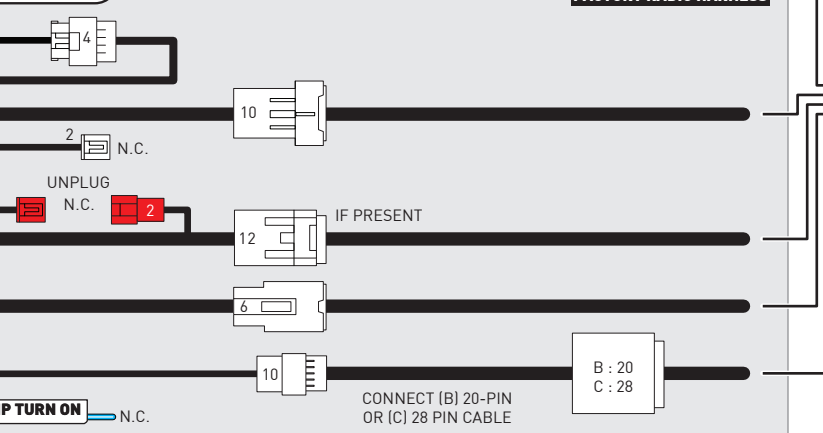 FACTORY RADIO HARNESS
4
10
2
N.C.
UNPLUG
N.C.
2
IF PRESENT
12
6
10
B : 20
C : 28
CONNECT (B) 20-PIN
OR (C) 28 PIN CABLE
P TURN ON
N.C.